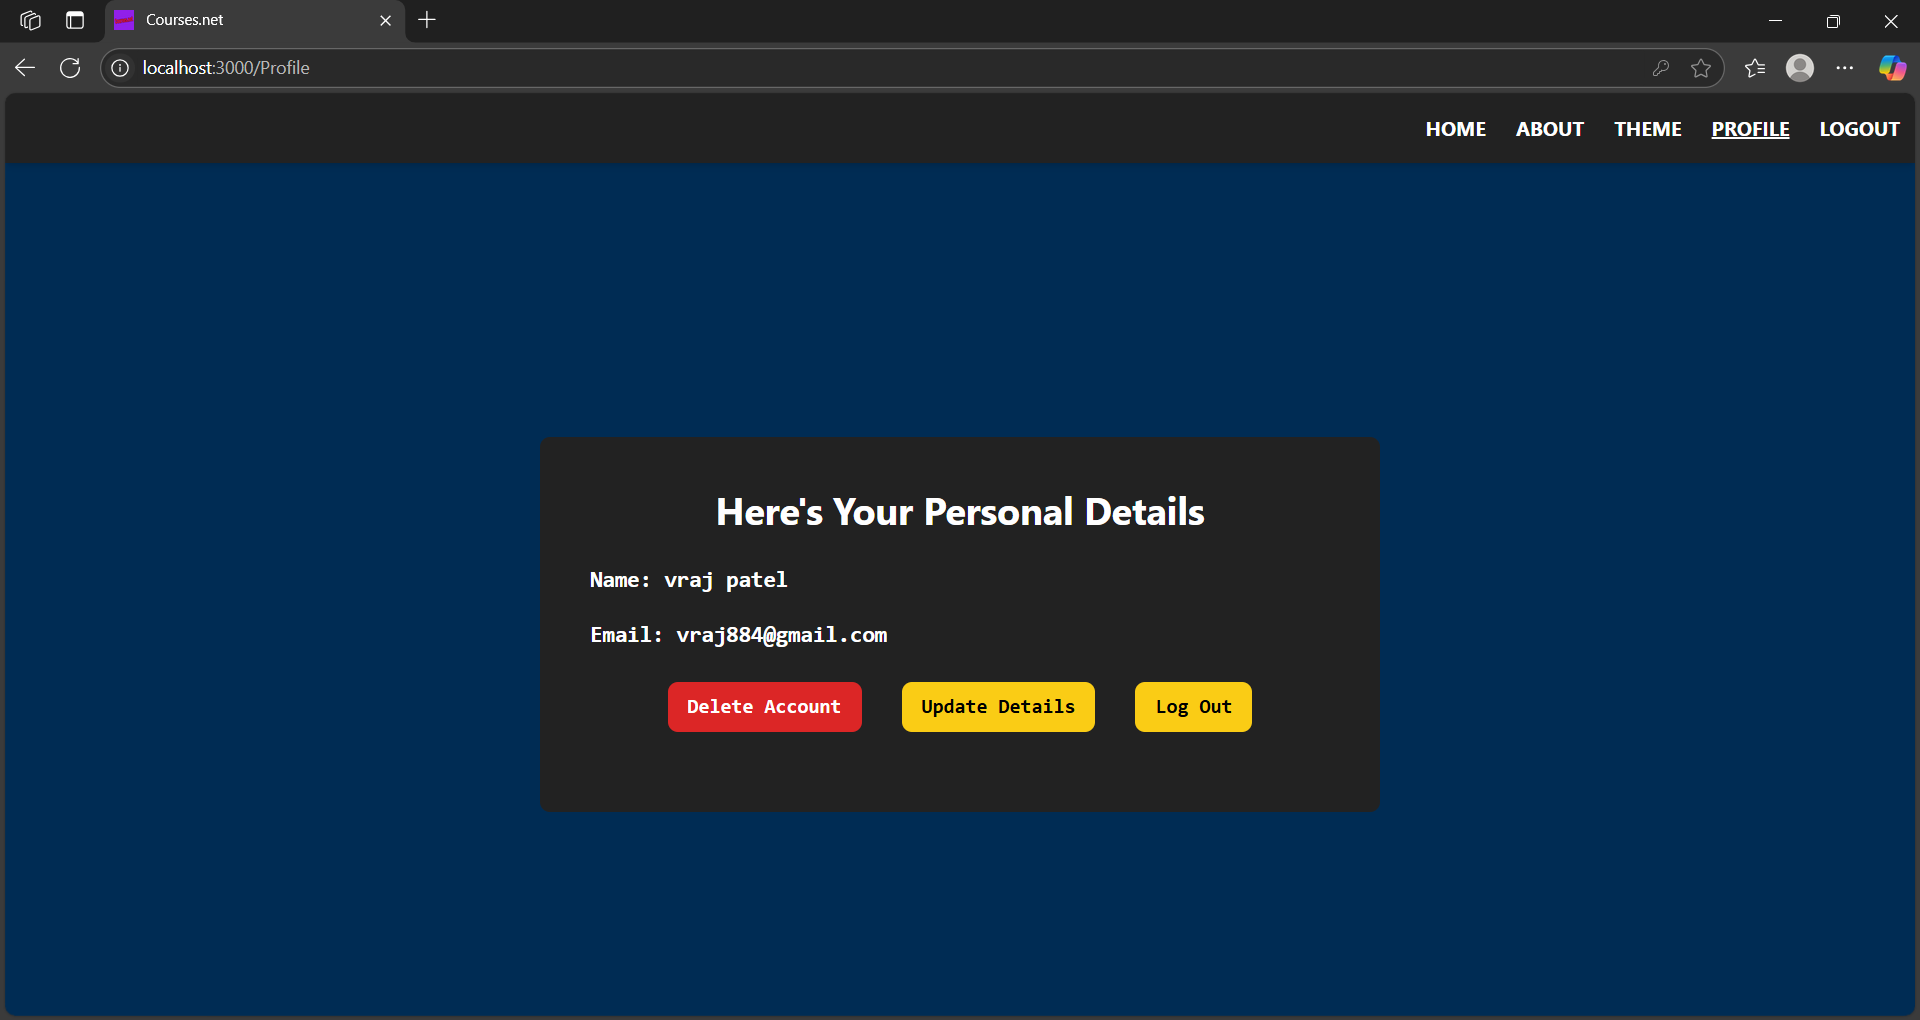 Courses.net
localhost:3000/Profile
HOME ABOUT THEME PROFILE LOGOUT
Here's Your Personal Details
Name: vraj patel
Email: vraj884@gmail.com
Delete Account Update Details Log Out